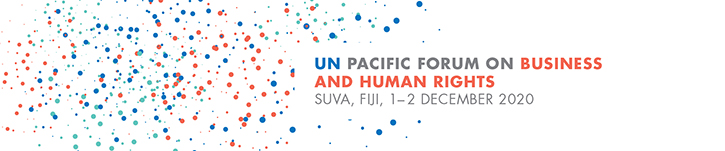 UN PACIFIC FORUM ON BUSINESS
AND HUMAN RIGHTS
SUVA, FIJI, 1–2 DECEMBER 2020